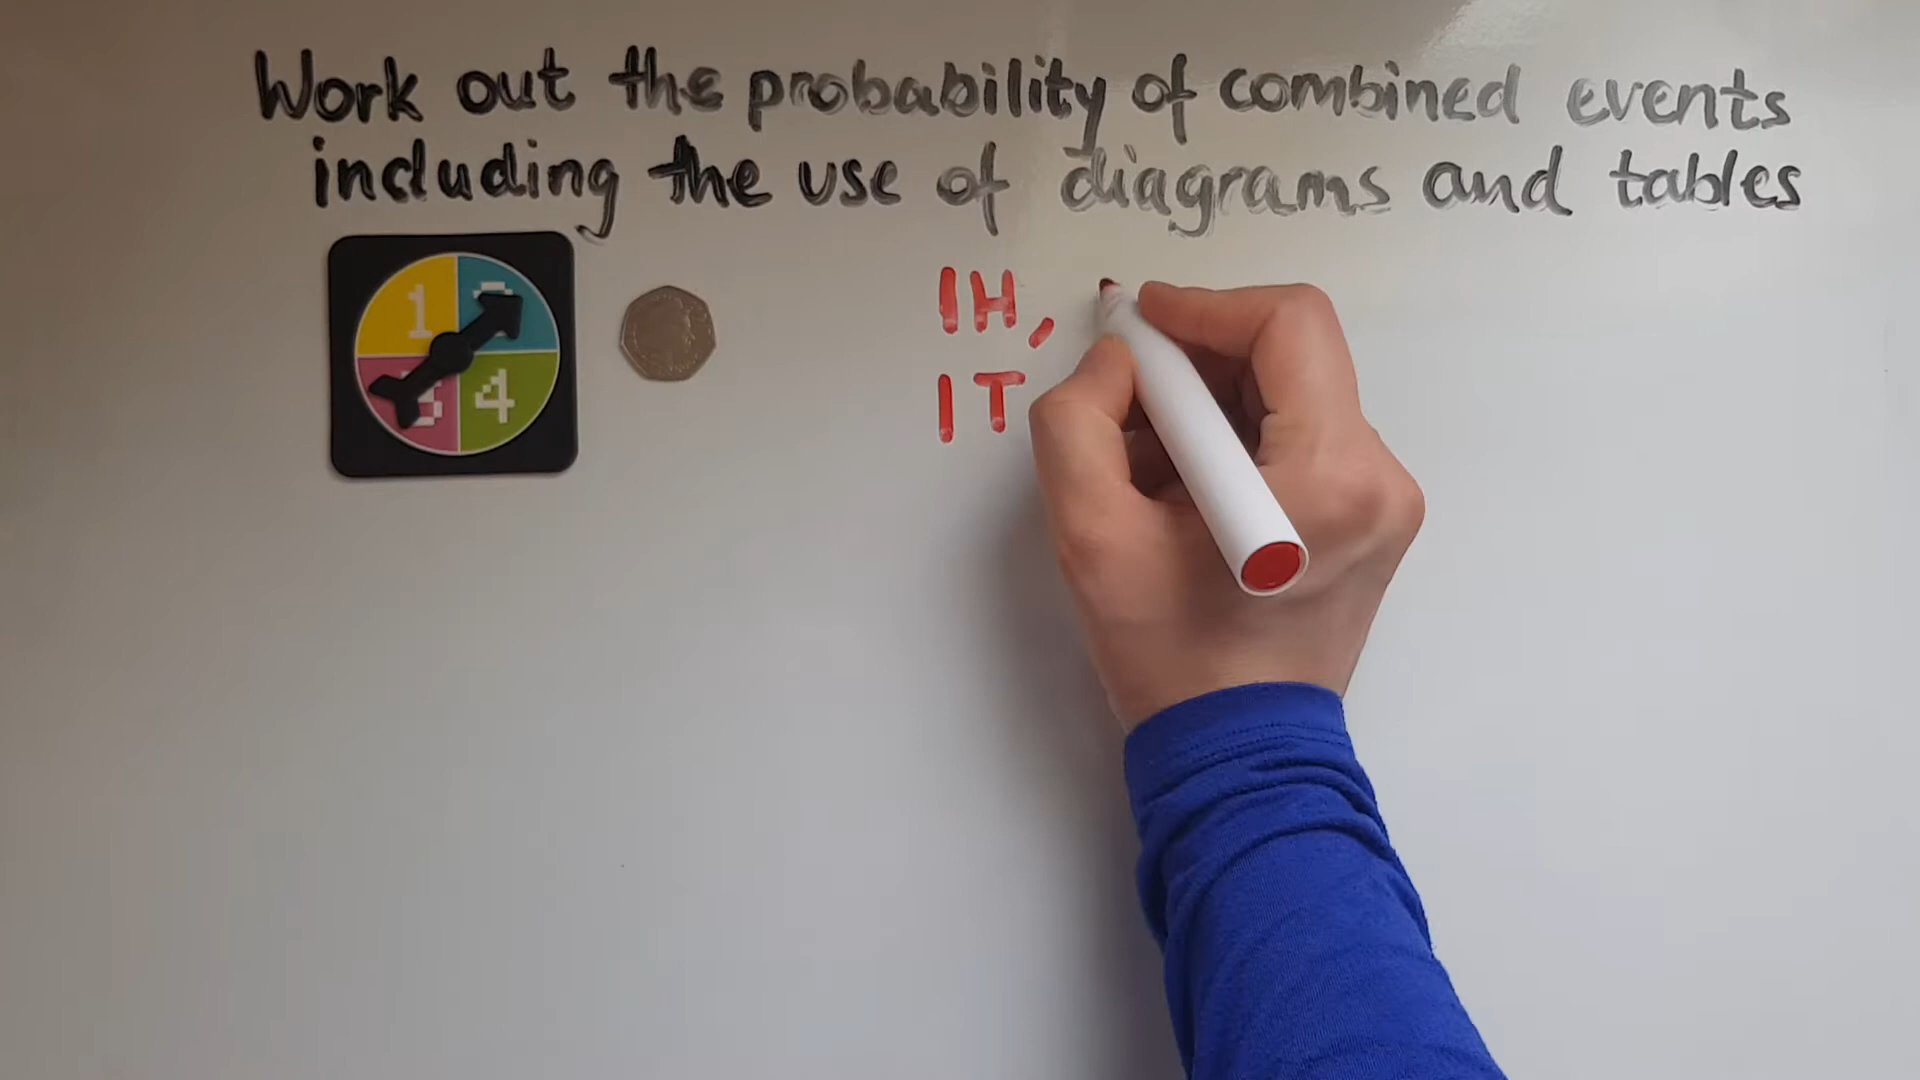 Work out the probability of combined events
including the use of diagrams and tables
1
4
1H,
1T